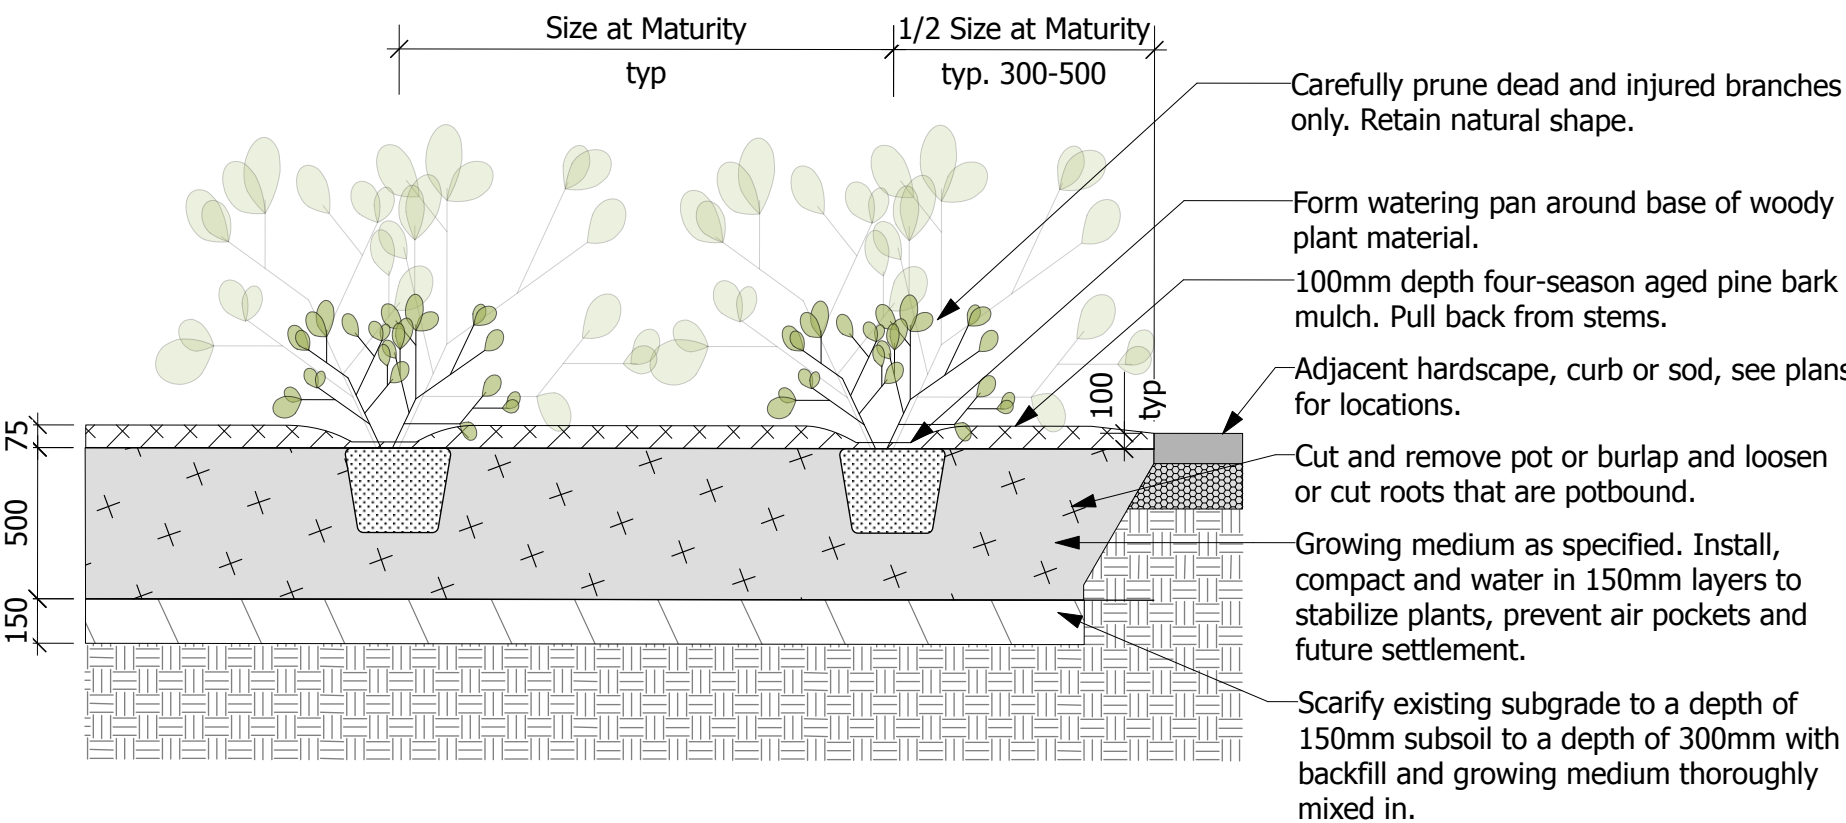 Size at Maturity
typ
1/2 Size at Maturity
typ. 300-500
Carefully prune dead and injured branches
only. Retain natural shape.
Form watering pan around base of woody
plant material.
100mm depth four-season aged pine bark
mulch. Pull back from stems.
Adjacent hardscape, curb or sod, see plans
for locations.
Cut and remove pot or burlap and loosen
or cut roots that are potbound.
Growing medium as specified. Install,
compact and water in 150mm layers to
stabilize plants, prevent air pockets and
future settlement.
Scarify existing subgrade to a depth of
150mm subsoil to a depth of 300mm with
backfill and growing medium thoroughly
mixed in.
100
typ
75
500
150